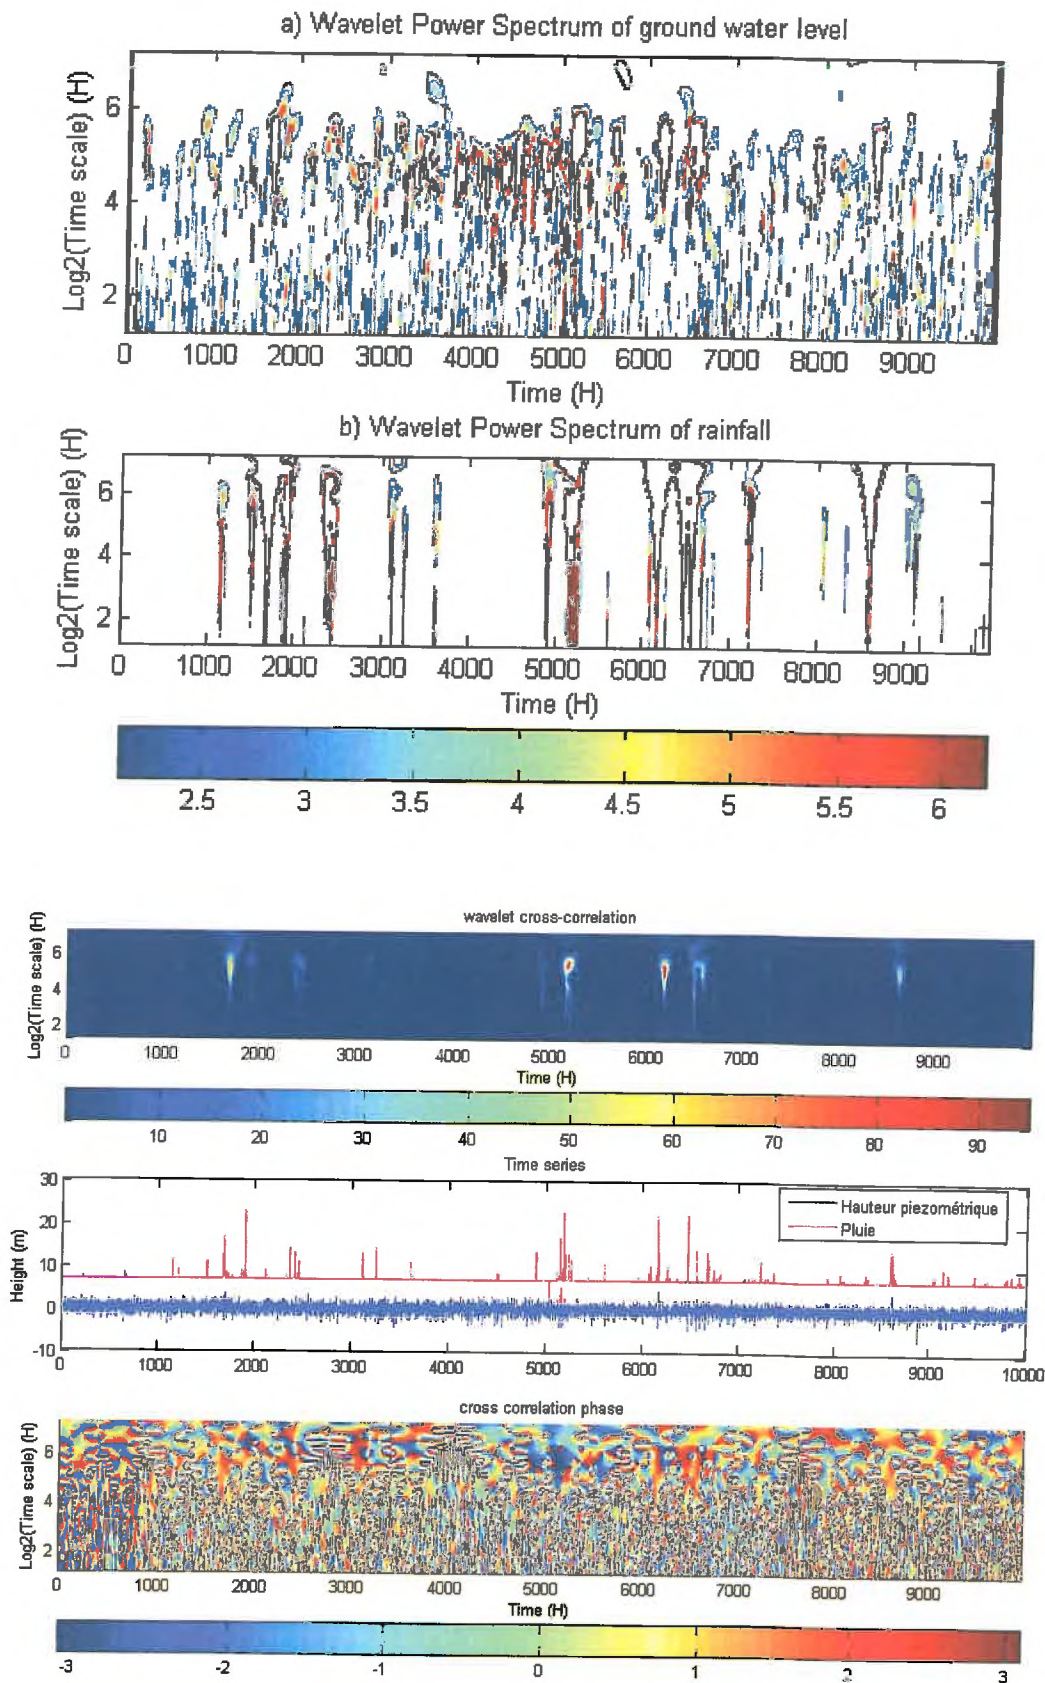 a) Wavelet Power Spectrum of ground water level
Log2(Time scale) (H)
6
4
2
0 1000 2000 3000 4000 5000 6000 7000 8000 9000
Time (H)
b) Wavelet Power Spectrum of rainfall
Log2(Time scale) (H)
6
4
2
0 1000 2000 3000 4000 5000 6000 7000 8000 9000
Time (H)
2.5 3 3.5 4 4.5 5 5.5 6
wavelet cross-correlation
Log2(Time scale) (H)
6
4
2
0 1000 2000 3000 4000 5000 6000 7000 8000 9000
Time (H)
10 20 30 40 50 60 70 80 90
Time series
Height (m)
30
20
10
0
-10
Hauteur piezométrique
Pluie
0 1000 2000 3000 4000 5000 6000 7000 8000 9000 10000
cross correlation phase
Log2(Time scale) (H)
6
4
2
0 1000 2000 3000 4000 5000 6000 7000 8000 9000
Time (H)
-3 -2 -1 0 1 2 3